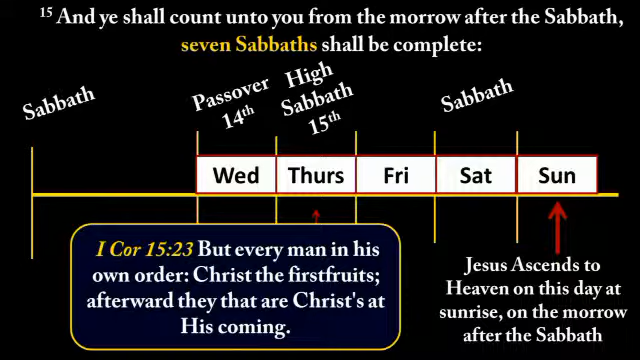 15 And ye shall count unto you from the morrow after the Sabbath,
seven Sabbaths shall be complete:
Sabbath
Passover
14th
High
Sabbath
15th
Sabbath
Wed
Thurs
Fri
Sat
Sun
I Cor 15:23 But every man in his
own order: Christ the firstfruits;
afterward they that are Christ's at
His coming.
Jesus Ascends to
Heaven on this day at
sunrise, on the morrow
after the Sabbath